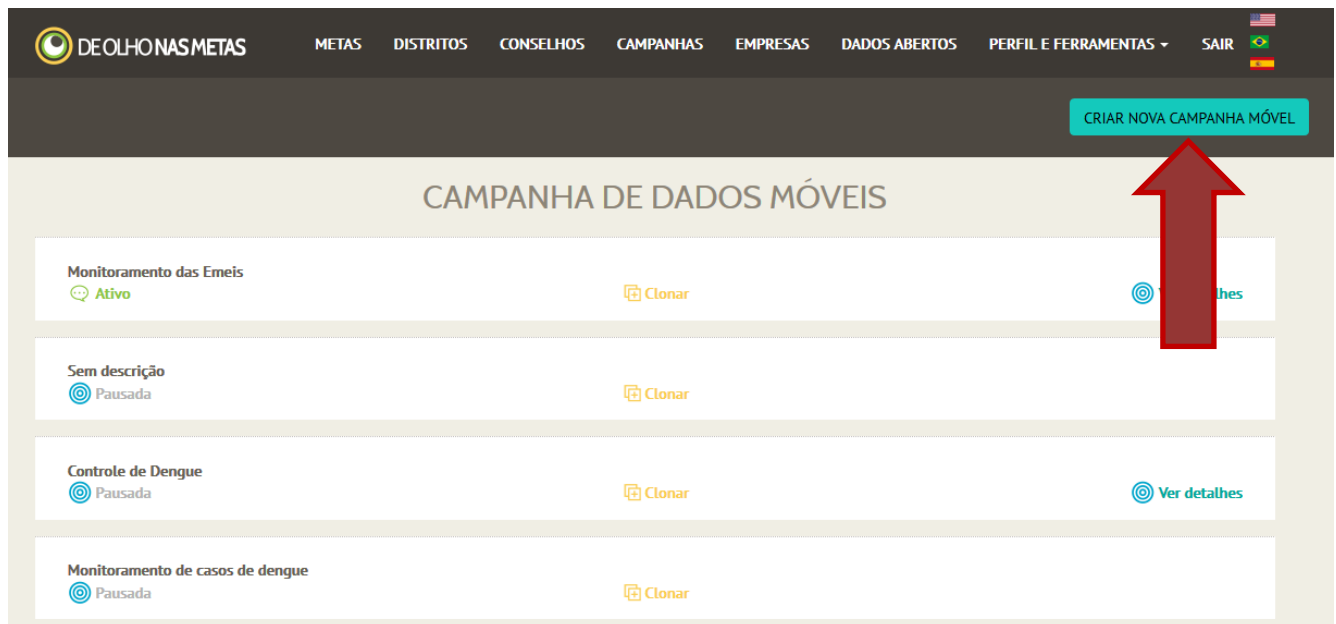 DE OLHO NAS METAS METAS DISTRITOS CONSELHOS CAMPANHAS EMPRESAS DADOS ABERTOS PERFIL E FERRAMENTAS SAIR
CRIAR NOVA CAMPANHA MÓVEL
CAMPANHA DE DADOS MÓVEIS
Monitoramento das Emeis
Ativo Clonar lhes
Sem descrição
Pausada Clonar
Controle de Dengue
Pausada Clonar Ver detalhes
Monitoramento de casos de dengue
Pausada Clonar